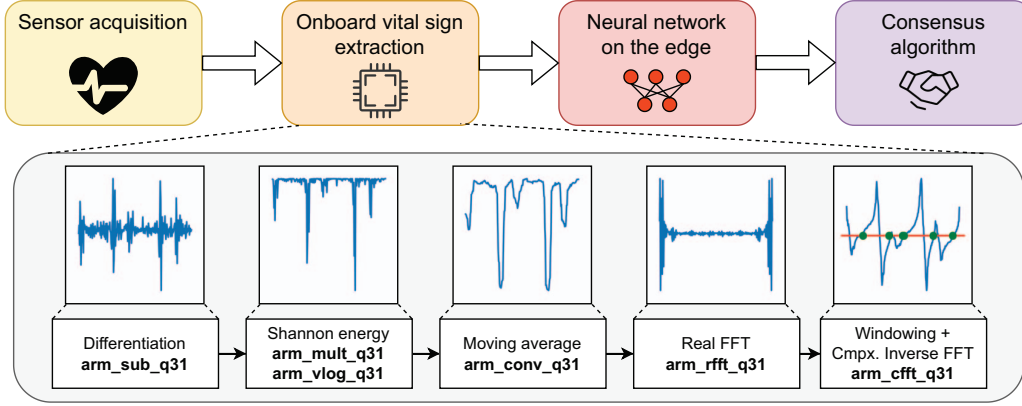 Sensor acquisition
Onboard vital sign
extraction
Neural network
on the edge
Consensus
algorithm
Differentiation
arm_sub_q31
Shannon energy
arm_mult_q31
arm_vlog_q31
Moving average
arm_conv_q31
Real FFT
arm_rfft_q31
Windowing +
Cmpx. Inverse FFT
arm_cfft_q31